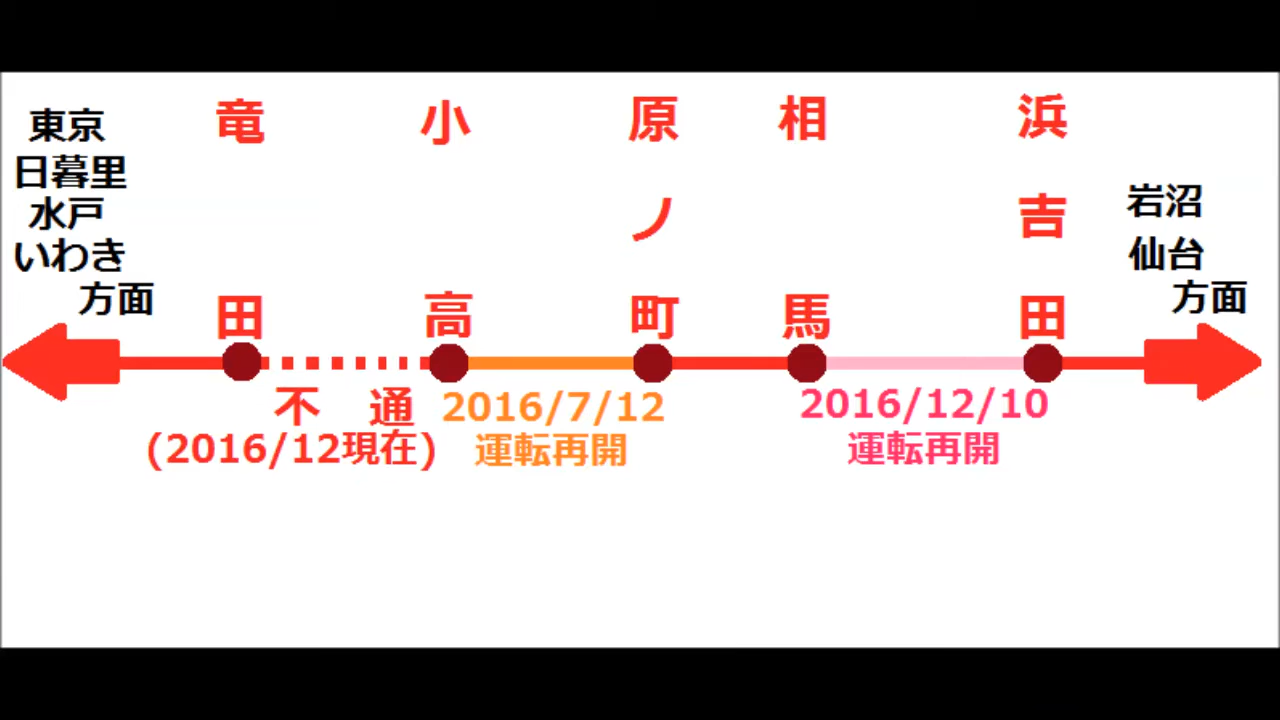 東京
日暮里
水戸
いわき
方面
竜田
小高
原ノ町
相馬
浜吉田
岩沼
仙台
方面
不通
(2016/12現在)
2016/7/12
運転再開
2016/12/10
運転再開